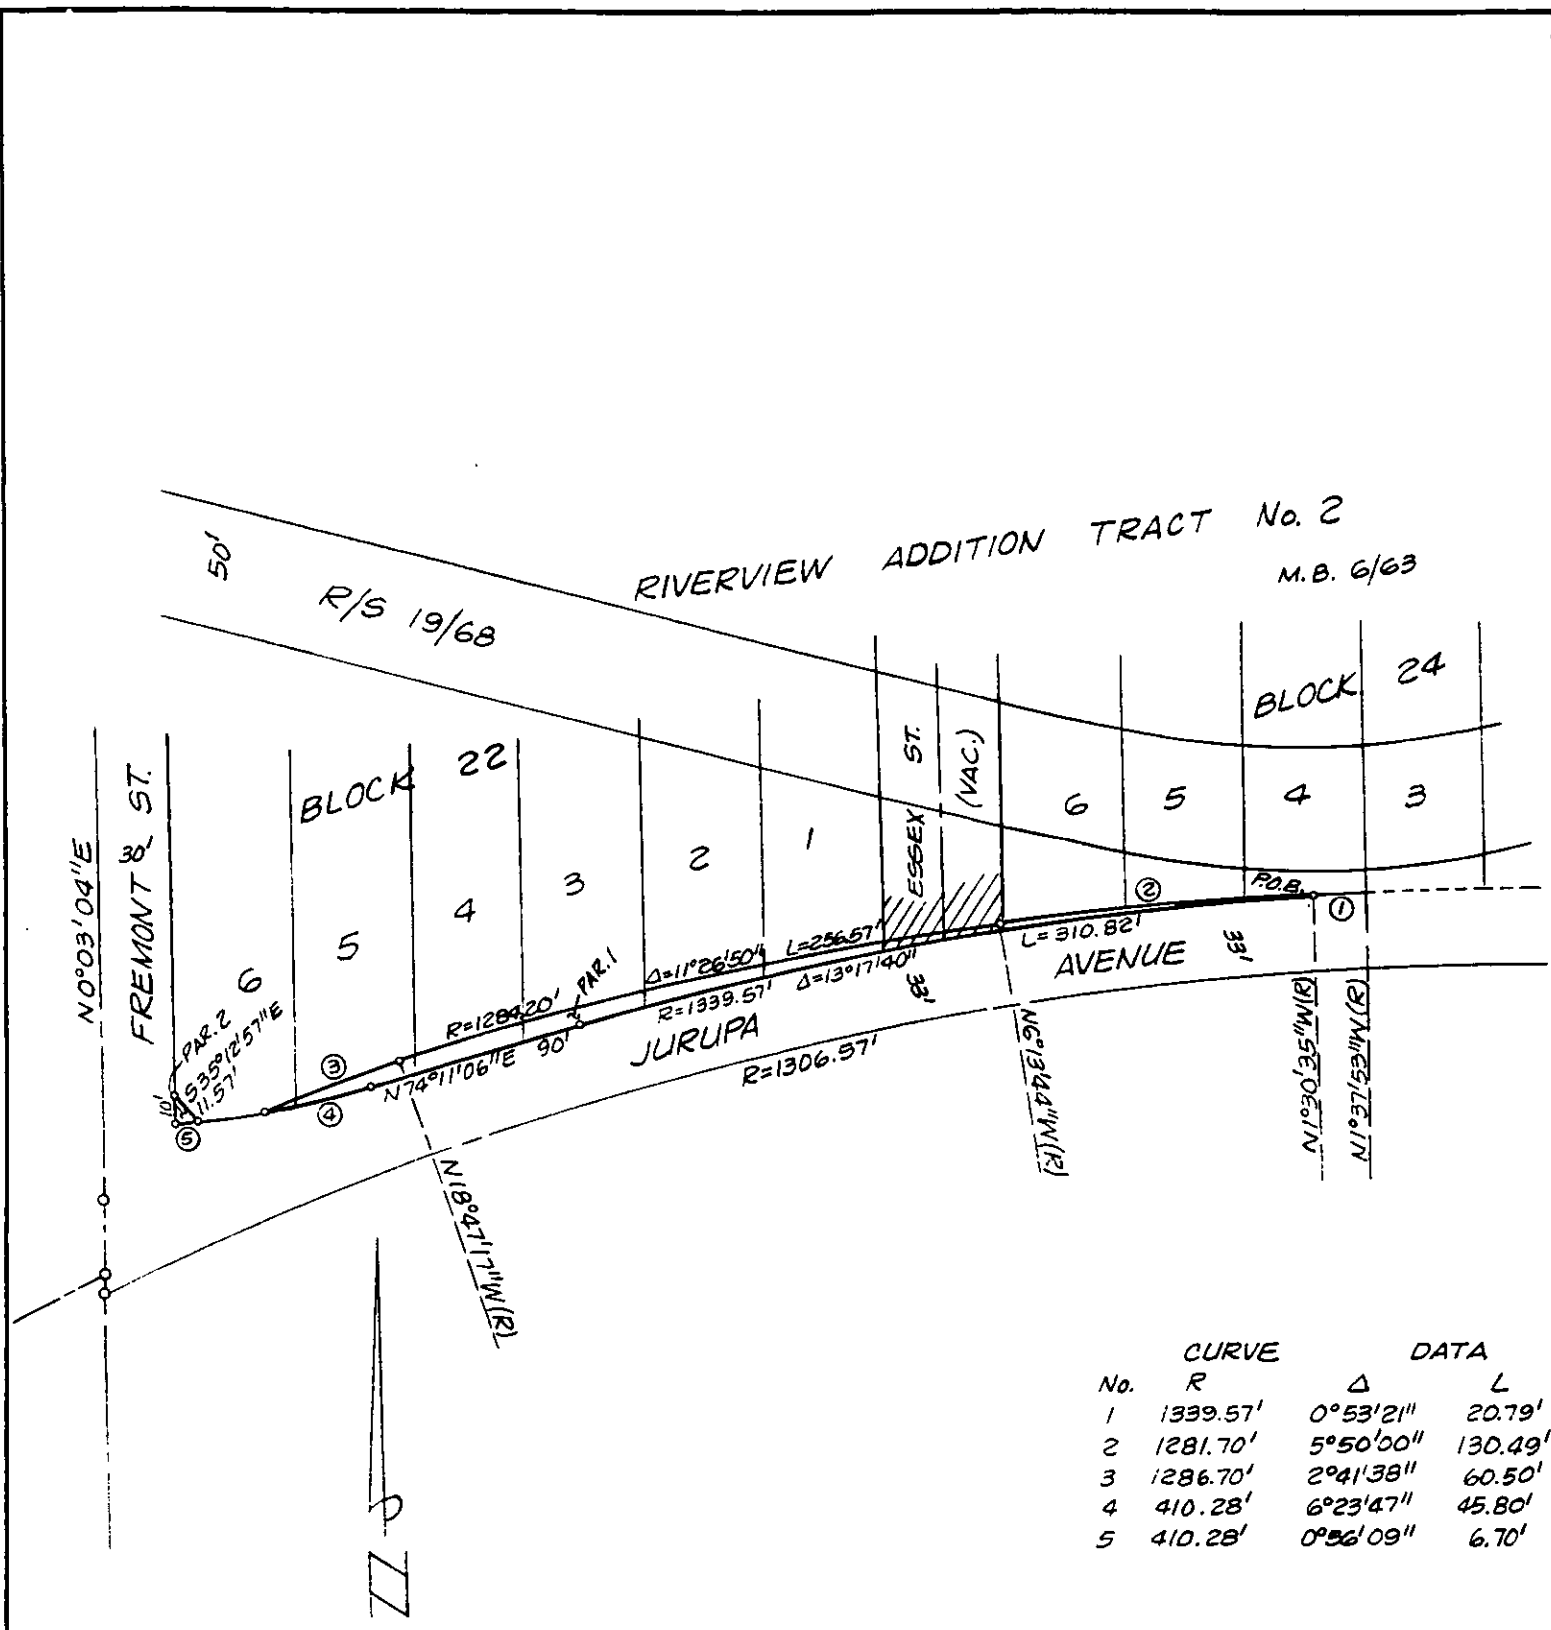 RIVERVIEW ADDITION TRACT No. 2
M.B. 6/63
50'
R/S 19/68
BLOCK 24
BLOCK 22
ESSEX ST.
(VAC.)
6
5
4
3
N0°03'04"E
FREMONT ST.
30'
6
5
4
3
2
1
P.O.B.
②
①
PAR.2
S35°12'57"E
11.57'
10'
⑤
③
④
R=1284.20'
Δ=11°26'50"
L=256.57'
PAR.1
N74°11'06"E
90'
R=1339.57'
Δ=13°17'40"
L=310.82'
33'
33'
JURUPA
AVENUE
R=1306.57'
N18°47'17"W(R)
N6°13'44"W(R)
N1°30'35"W(R)
N1°37'53"W(R)
CURVE DATA
No. R Δ L
1 1339.57' 0°53'21" 20.79'
2 1281.70' 5°50'00" 130.49'
3 1286.70' 2°41'38" 60.50'
4 410.28' 6°23'47" 45.80'
5 410.28' 0°56'09" 6.70'